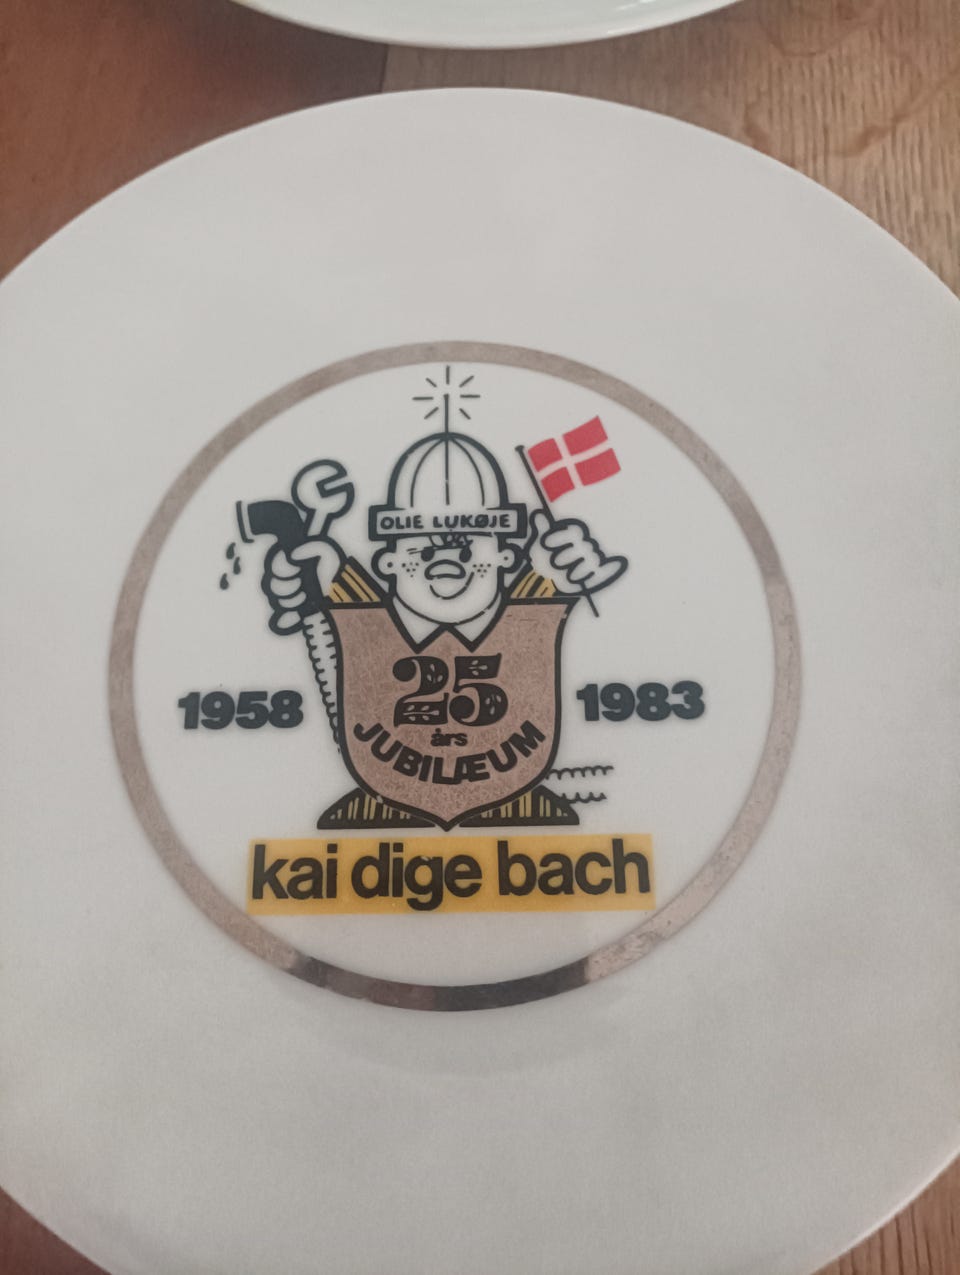 OLIE LUKØJE
25
års
JUBILÆUM
1958
1983
kai dige bach